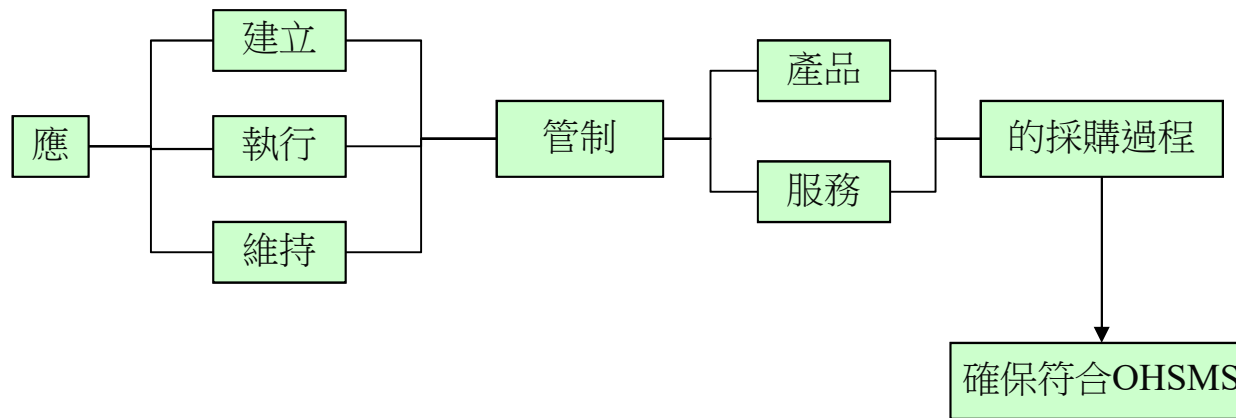 應
建立
執行
維持
管制
產品
服務
的採購過程
確保符合OHSMS